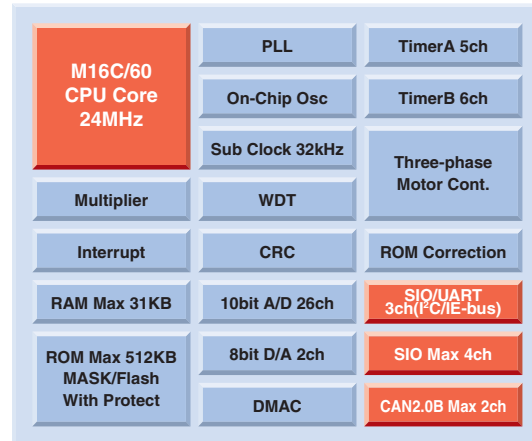 M16C/60
CPU Core
24MHz
Multiplier
Interrupt
RAM Max 31KB
ROM Max 512KB
MASK/Flash
With Protect
PLL
On-Chip Osc
Sub Clock 32kHz
WDT
CRC
10bit A/D 26ch
8bit D/A 2ch
DMAC
TimerA 5ch
TimerB 6ch
Three-phase
Motor Cont.
ROM Correction
SIO/UART
3ch(I²C/IE-bus)
SIO Max 4ch
CAN2.0B Max 2ch